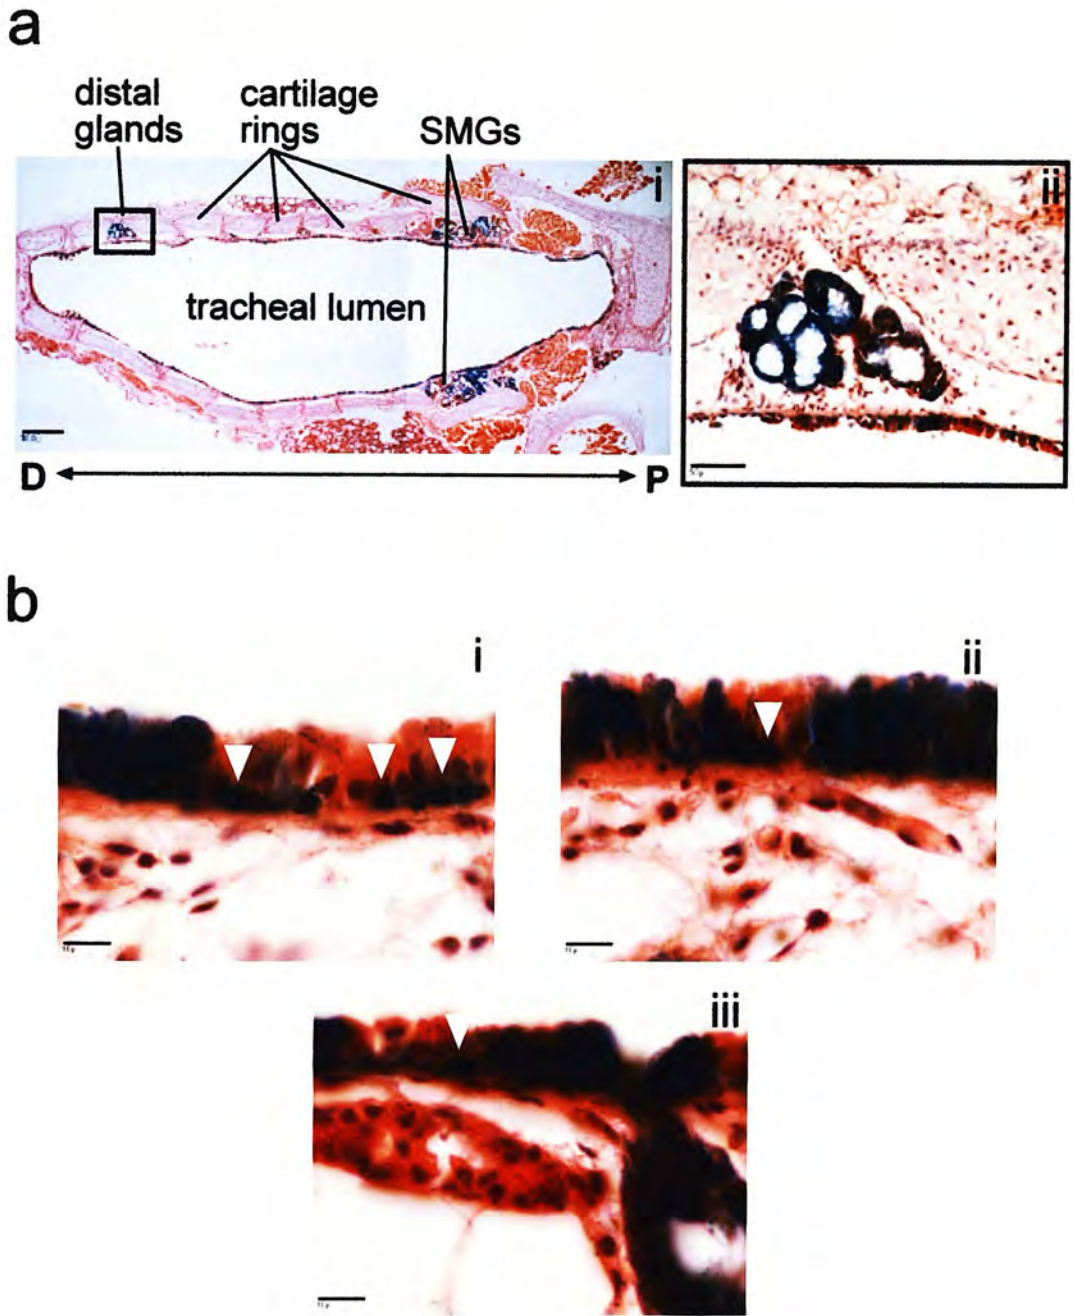 a
distal
glands
cartilage
rings
SMGs
i
ii
tracheal lumen
D
P
b
i
ii
iii